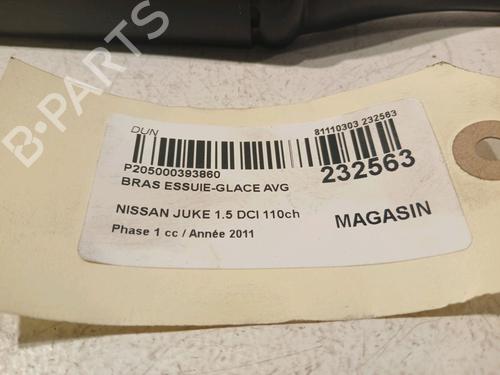 B-PARTS
DUN
81110303 232563
P205000393860
232563
BRAS ESSUIE-GLACE AVG
NISSAN JUKE 1.5 DCI 110ch
MAGASIN
Phase 1 cc / Année 2011